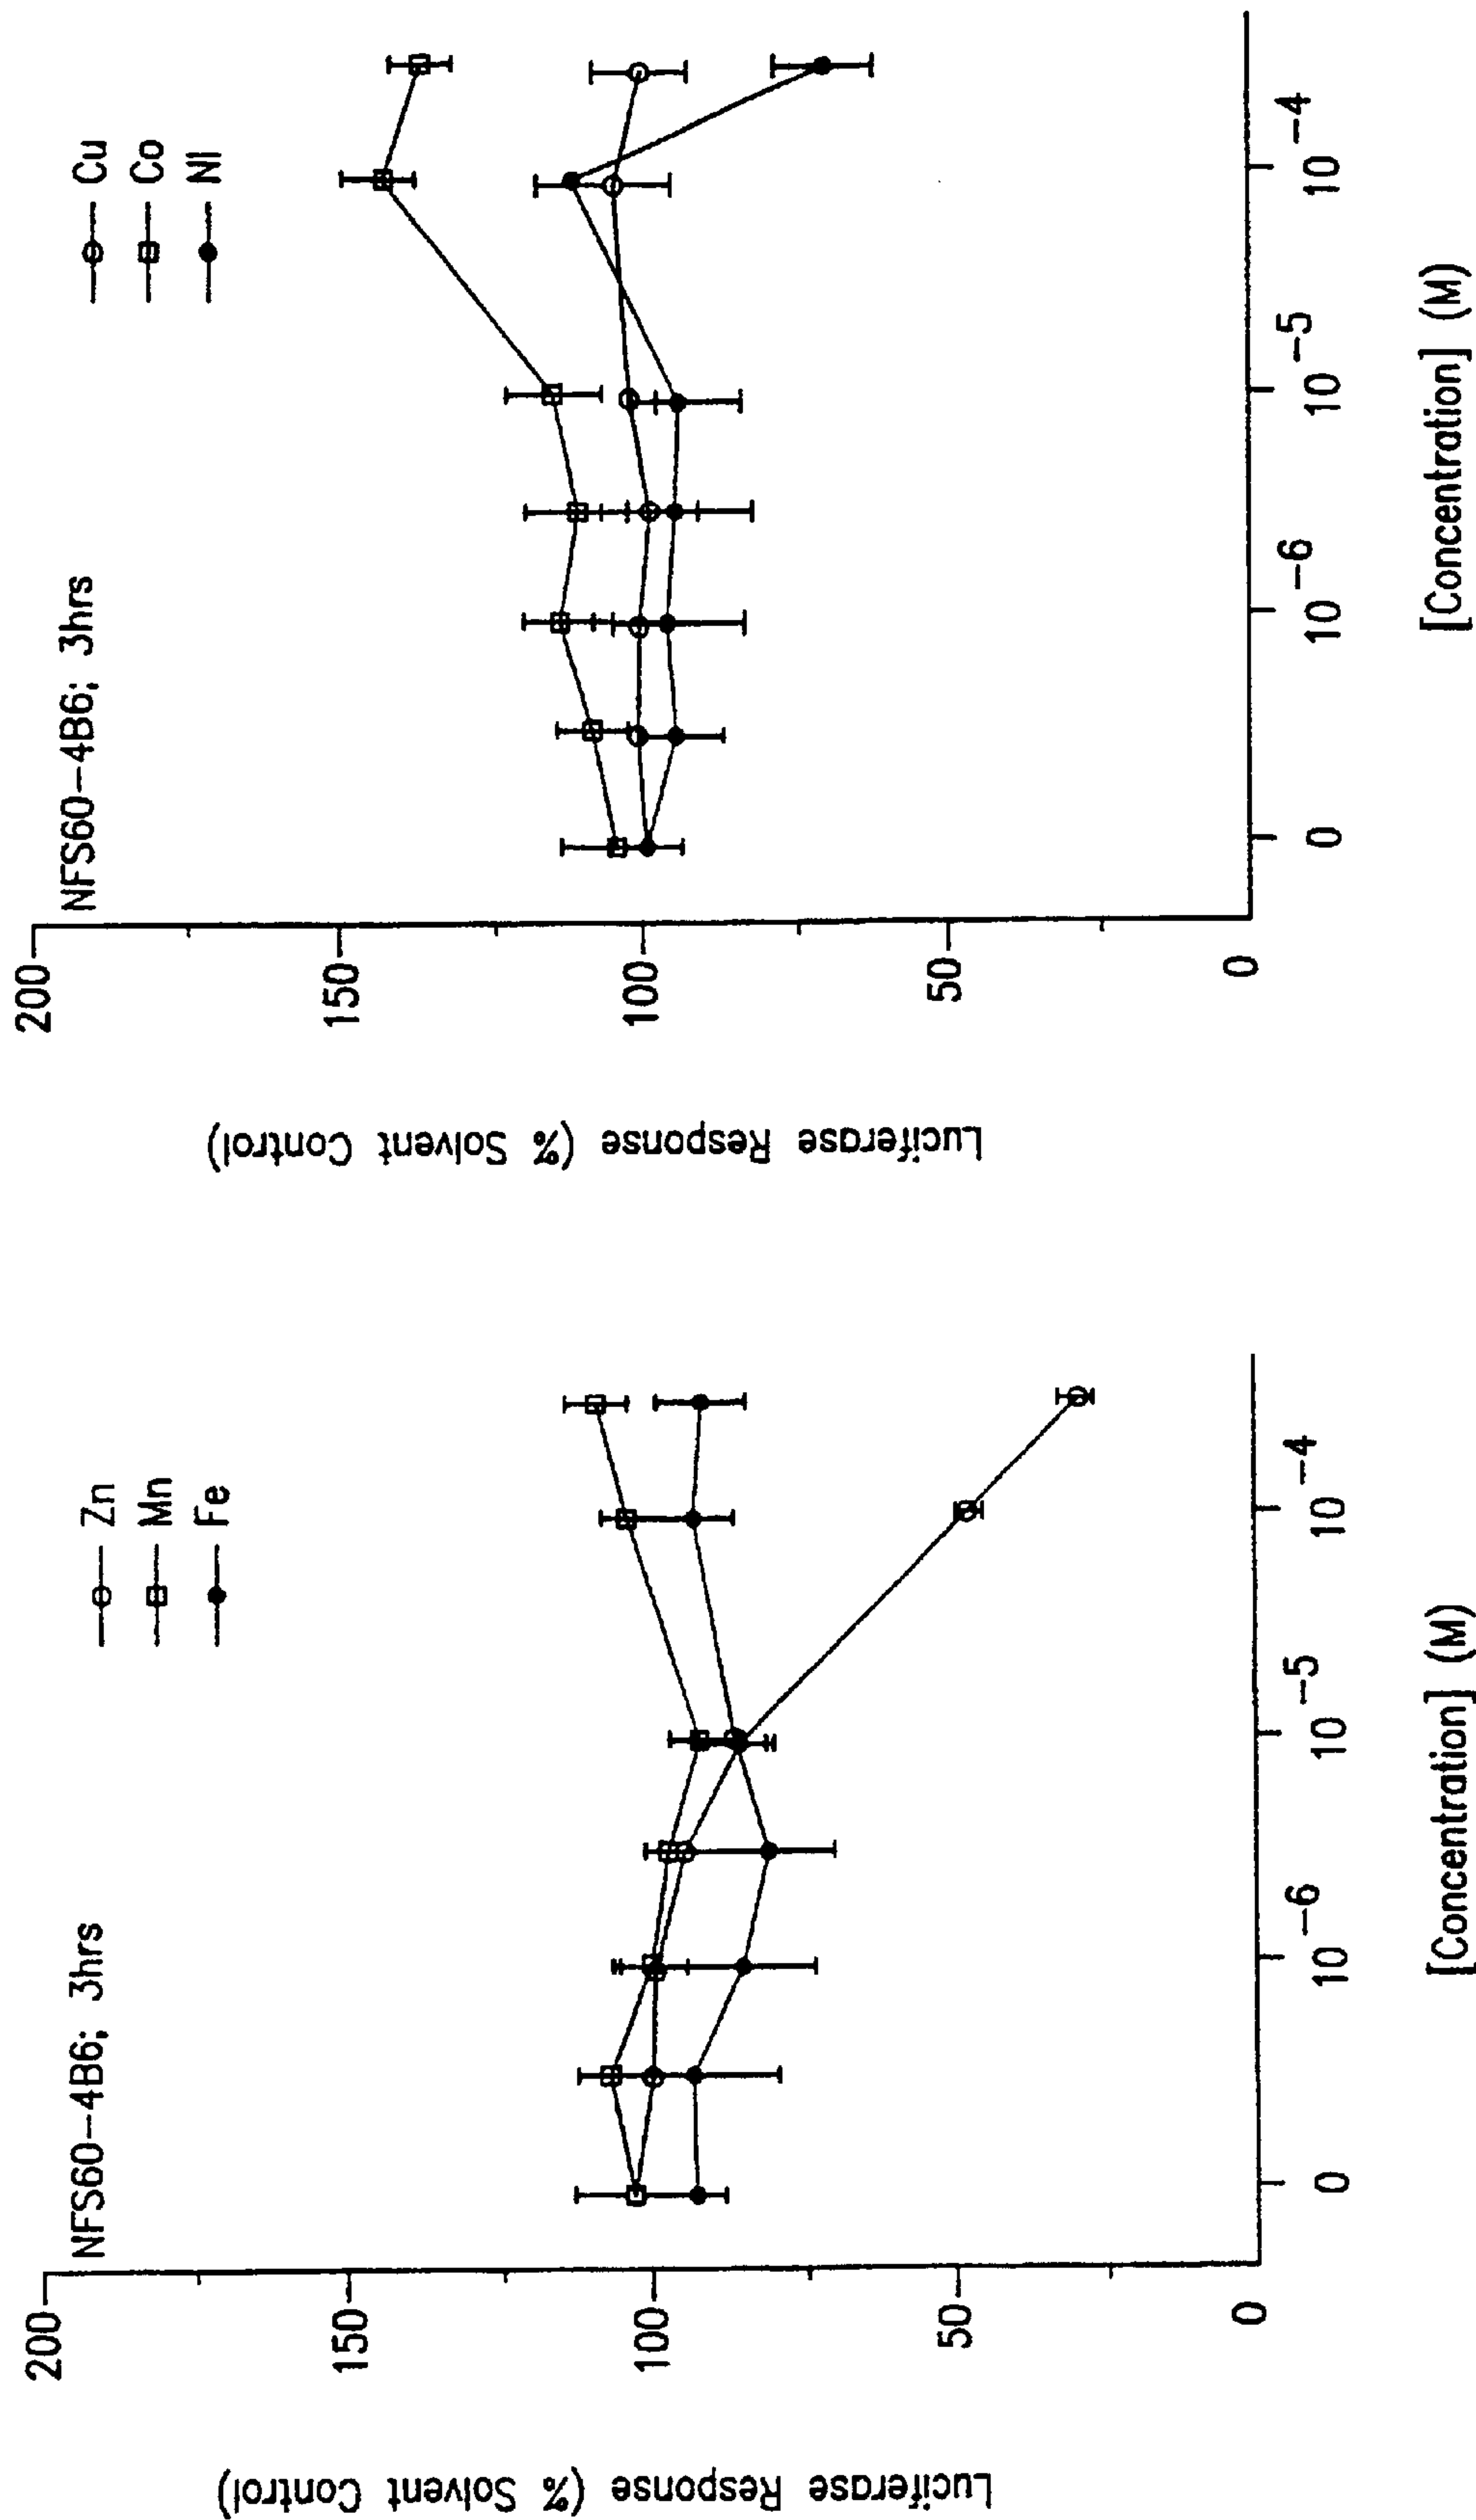 NFS60-4B6; 3hrs
Zn
Mn
Fe
Luciferase Response (% Solvent Control)
200
150
100
50
0
0
10-6
10-5
10-4
[Concentration] (M)
NFS60-4B6; 3hrs
Cu
Co
Ni
Luciferase Response (% Solvent Control)
200
150
100
50
0
0
10-6
10-5
10-4
[Concentration] (M)